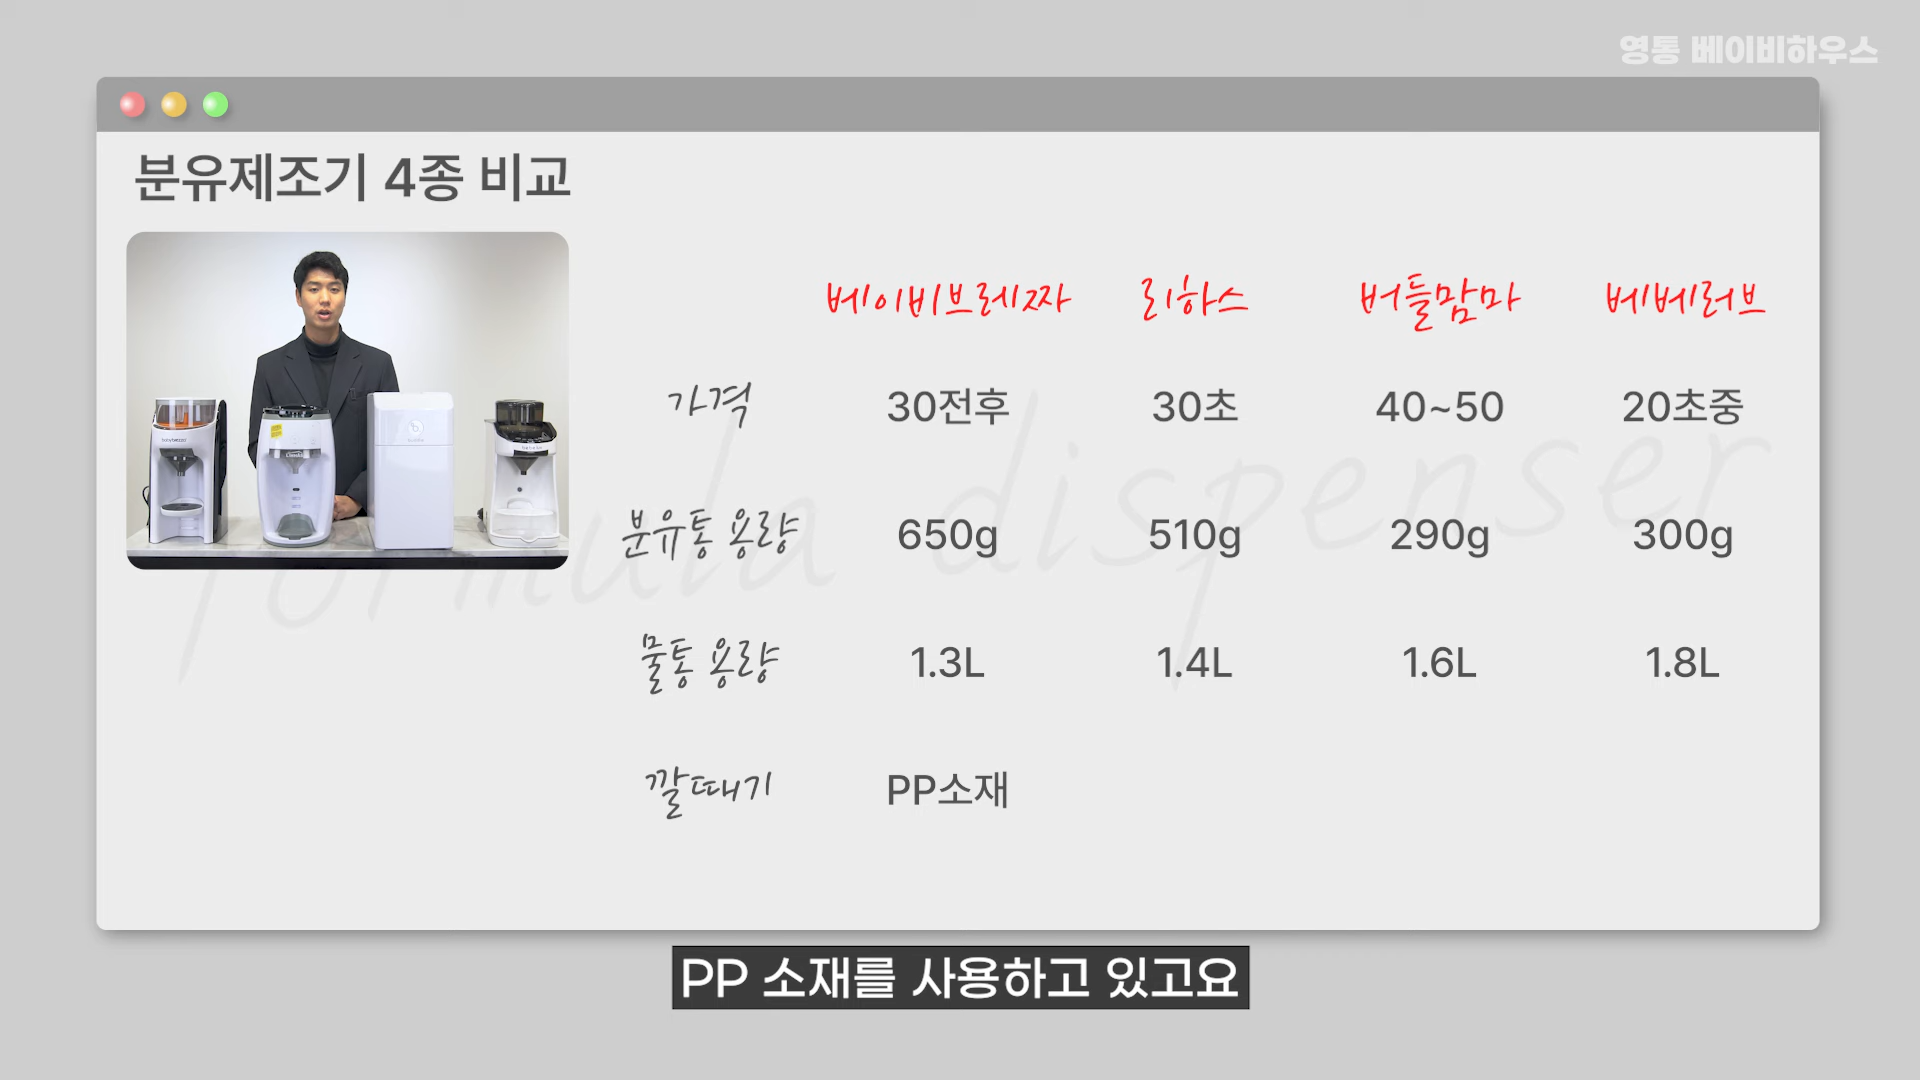 영통 베이비하우스
분유제조기 4종 비교
베이비브레짜 리하스 버들맘마 베베러브
가격 30전후 30초 40~50 20초중
분유통 용량 650g 510g 290g 300g
물통 용량 1.3L 1.4L 1.6L 1.8L
깔때기 PP소재
formula dispenser
PP 소재를 사용하고 있고요